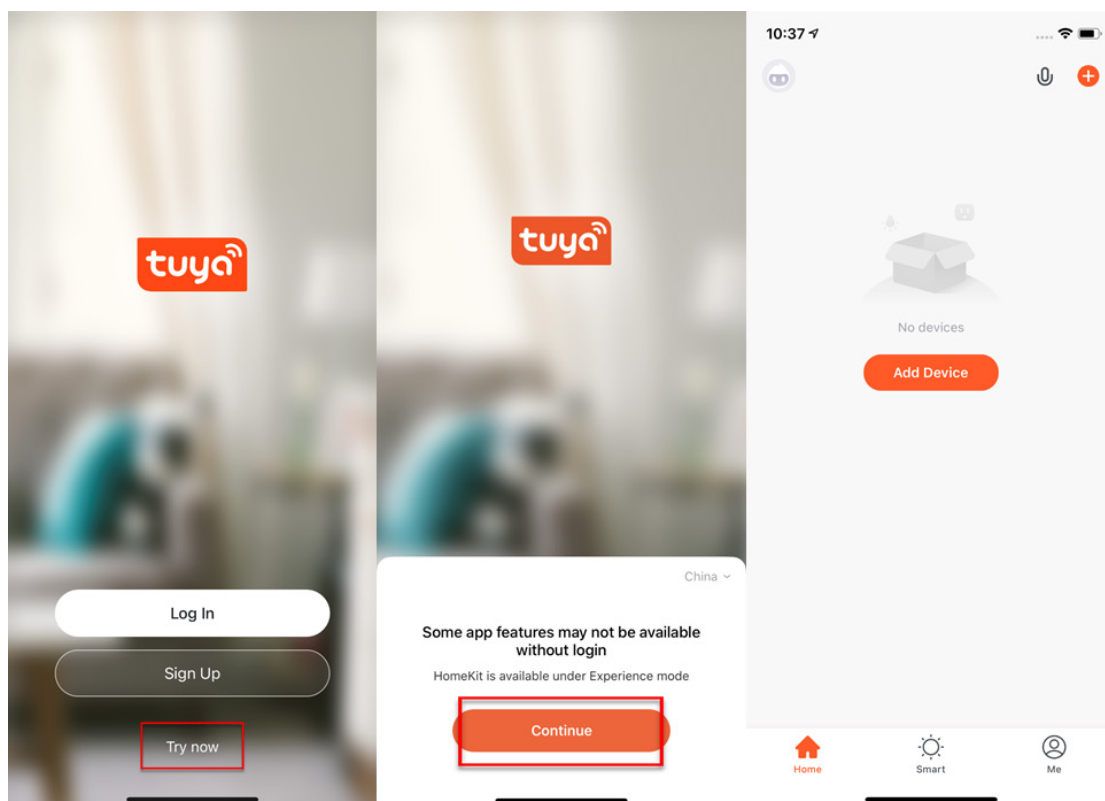 tuya
Log In
Sign Up
Try now
tuya
China
Some app features may not be available
without login
HomeKit is available under Experience mode
Continue
10:37
No devices
Add Device
Home
Smart
Me